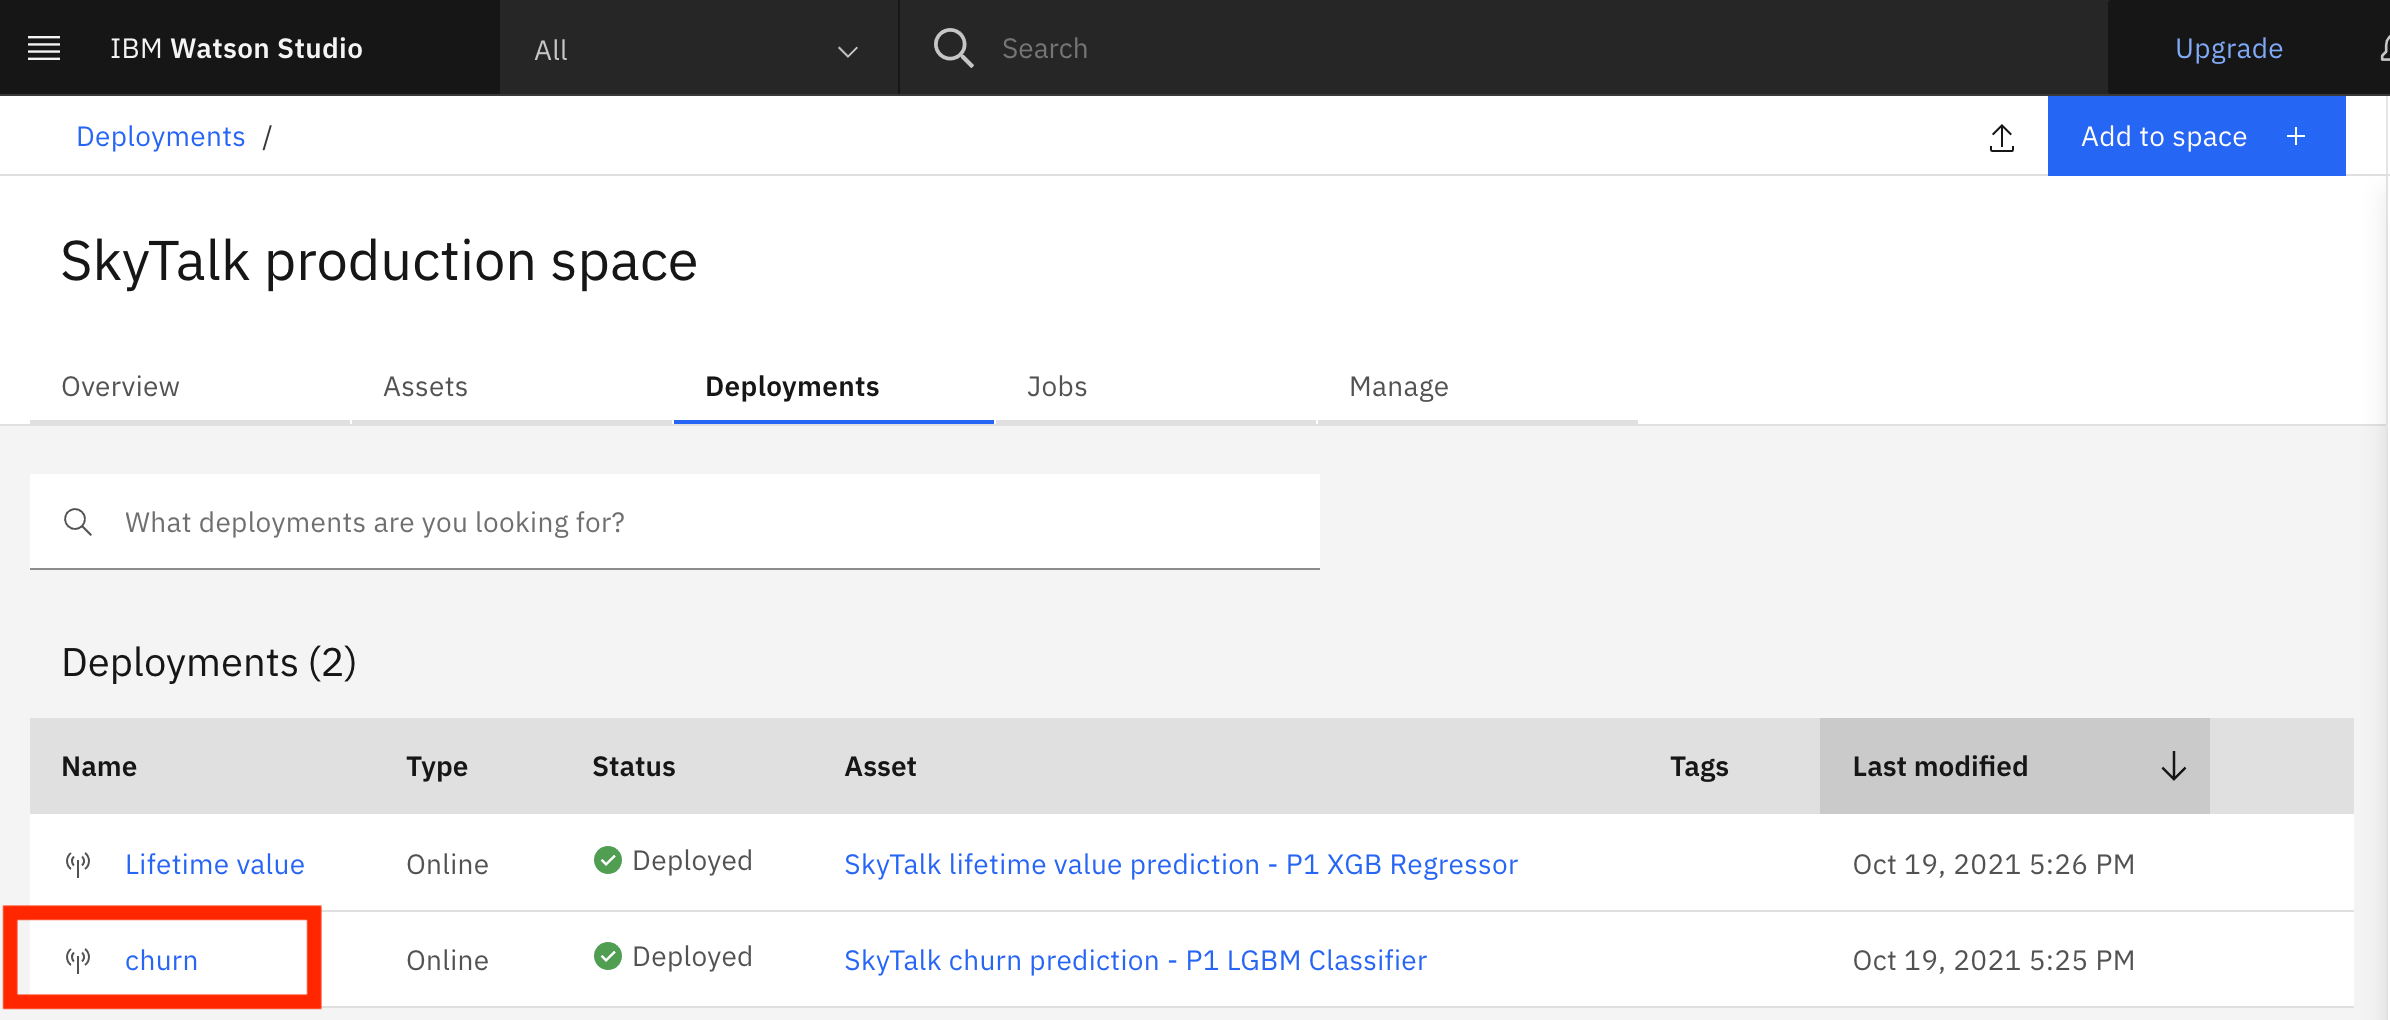 IBM Watson Studio All Search Upgrade
Deployments / Add to space +
SkyTalk production space
Overview Assets Deployments Jobs Manage
What deployments are you looking for?
Deployments (2)
Name Type Status Asset Tags Last modified
Lifetime value Online Deployed SkyTalk lifetime value prediction - P1 XGB Regressor Oct 19, 2021 5:26 PM
churn Online Deployed SkyTalk churn prediction - P1 LGBM Classifier Oct 19, 2021 5:25 PM